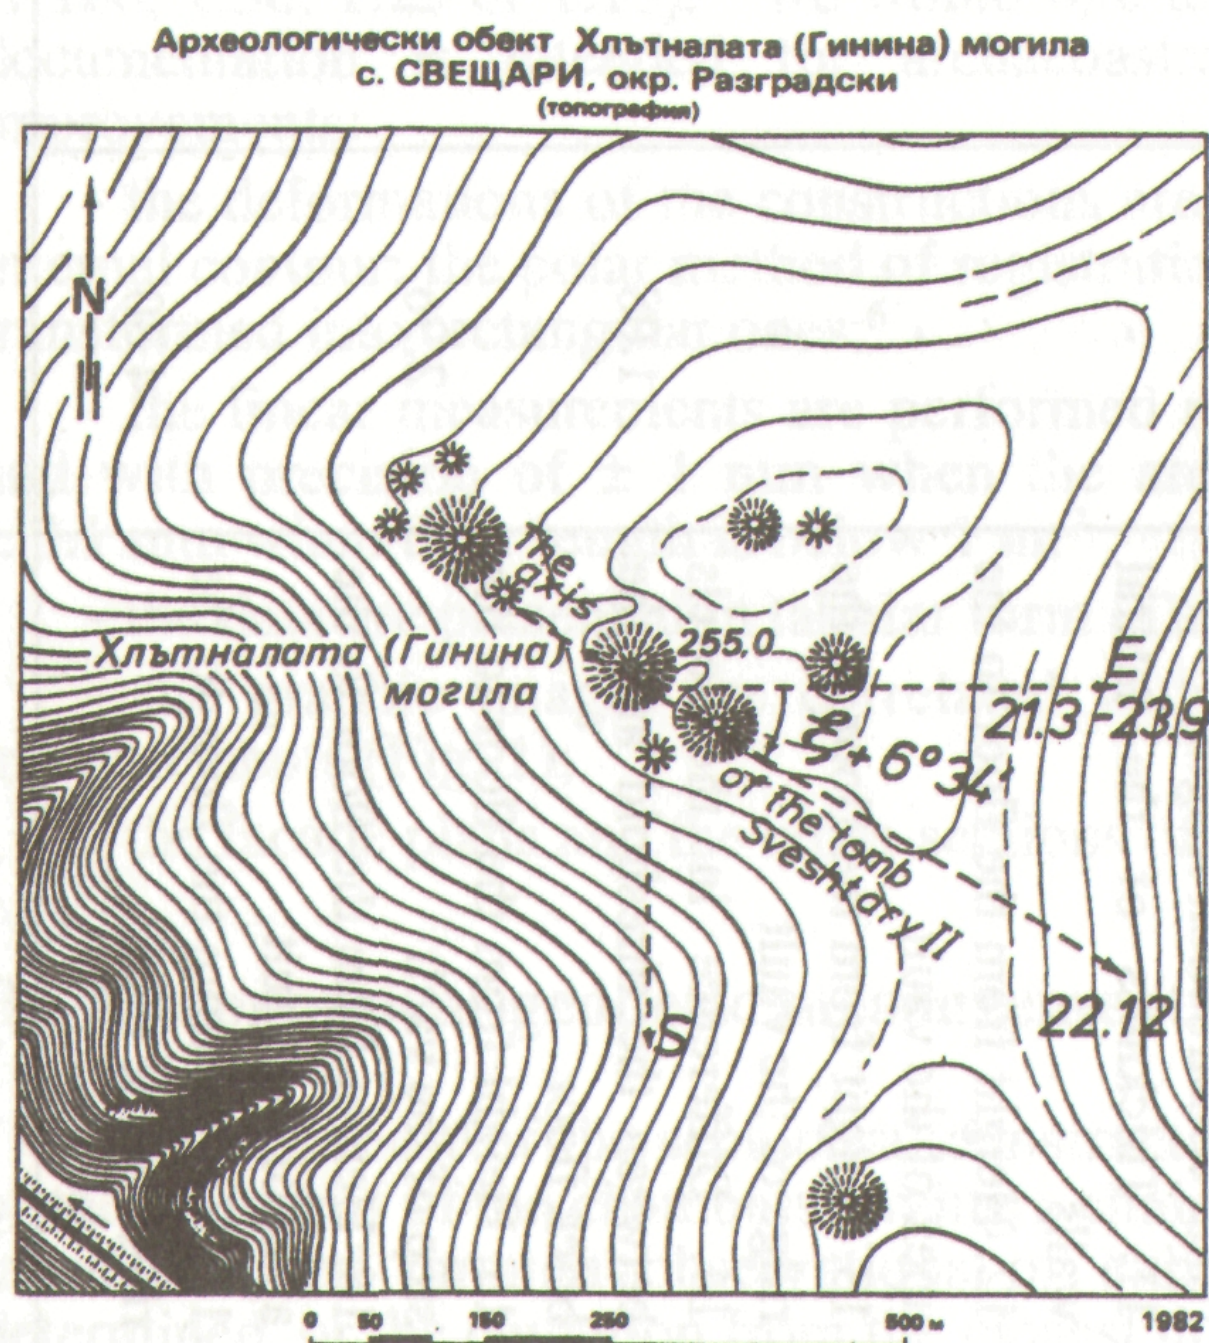 Археологически обект Хлътналата (Гинина) могила
с. СВЕЩАРИ, окр. Разградски
(топография)
N
The
axis
Хлътналата (Гинина)
могила
255,0
E
21.3-23.9
+ 6° 34'
of the tomb
Sveshtary II
22.12
S
0 50 150 250 500 м
1982